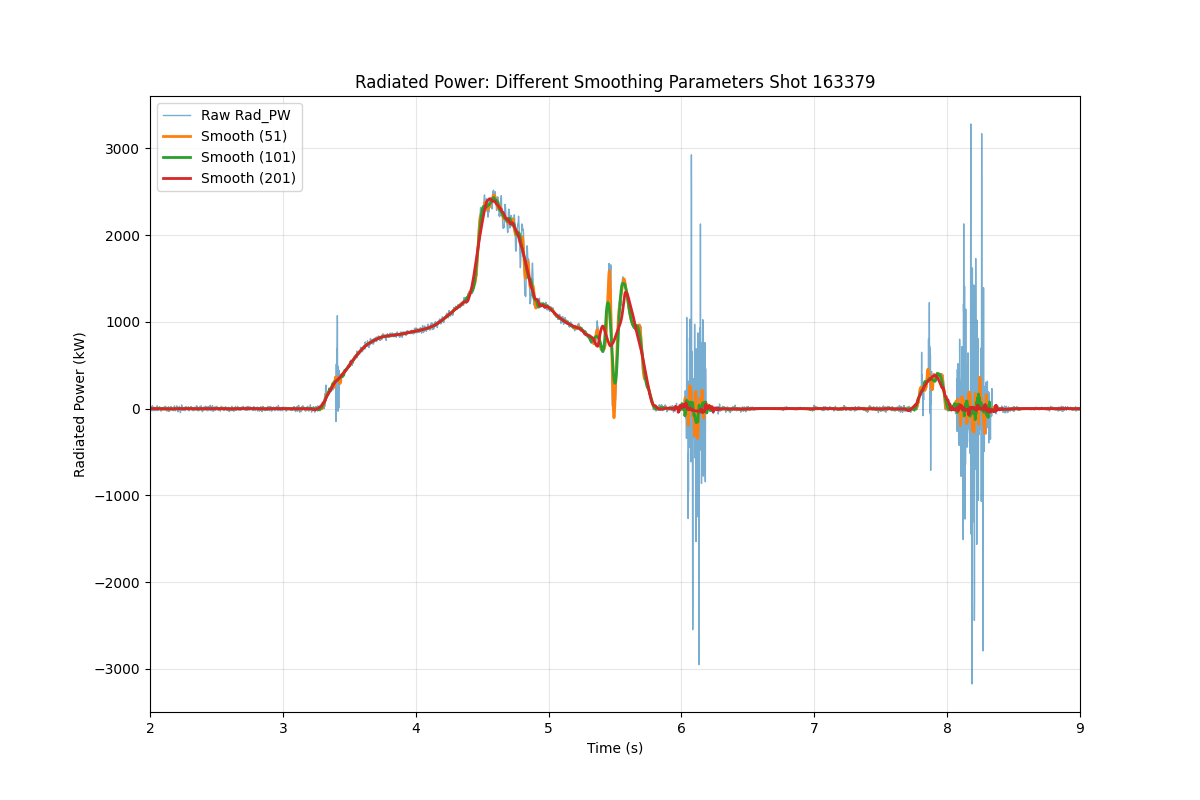 Radiated Power: Different Smoothing Parameters Shot 163379
Raw Rad_PW
Smooth (51)
Smooth (101)
Smooth (201)
Radiated Power (kW)
3000
2000
1000
0
−1000
−2000
−3000
2 3 4 5 6 7 8 9
Time (s)